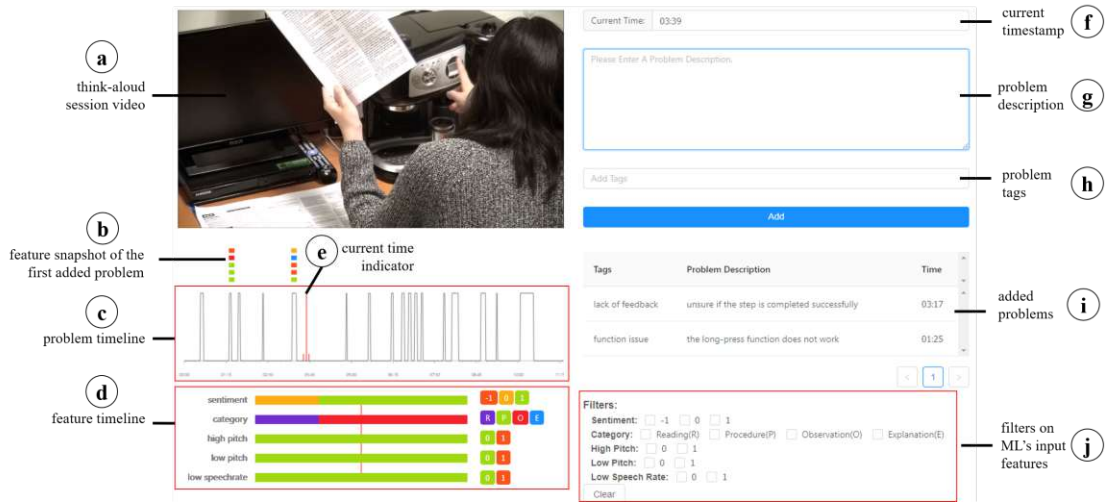 a
think-aloud
session video
b
feature snapshot of the
first added problem
e
current time
indicator
c
problem timeline
d
feature timeline
sentiment -1 0 1
category R P O E
high pitch 0 1
low pitch 0 1
low speechrate 0 1
Current Time: 03:39
current
timestamp
f
Please Enter A Problem Description.
problem
description
g
Add Tags
problem
tags
h
Add
Tags Problem Description Time
lack of feedback unsure if the step is completed successfully 03:17
function issue the long-press function does not work 01:25
added
problems
i
< 1 >
Filters:
Sentiment: -1 0 1
Category: Reading(R) Procedure(P) Observation(O) Explanation(E)
High Pitch: 0 1
Low Pitch: 0 1
Low Speech Rate: 0 1
Clear
filters on
ML's input
features
j